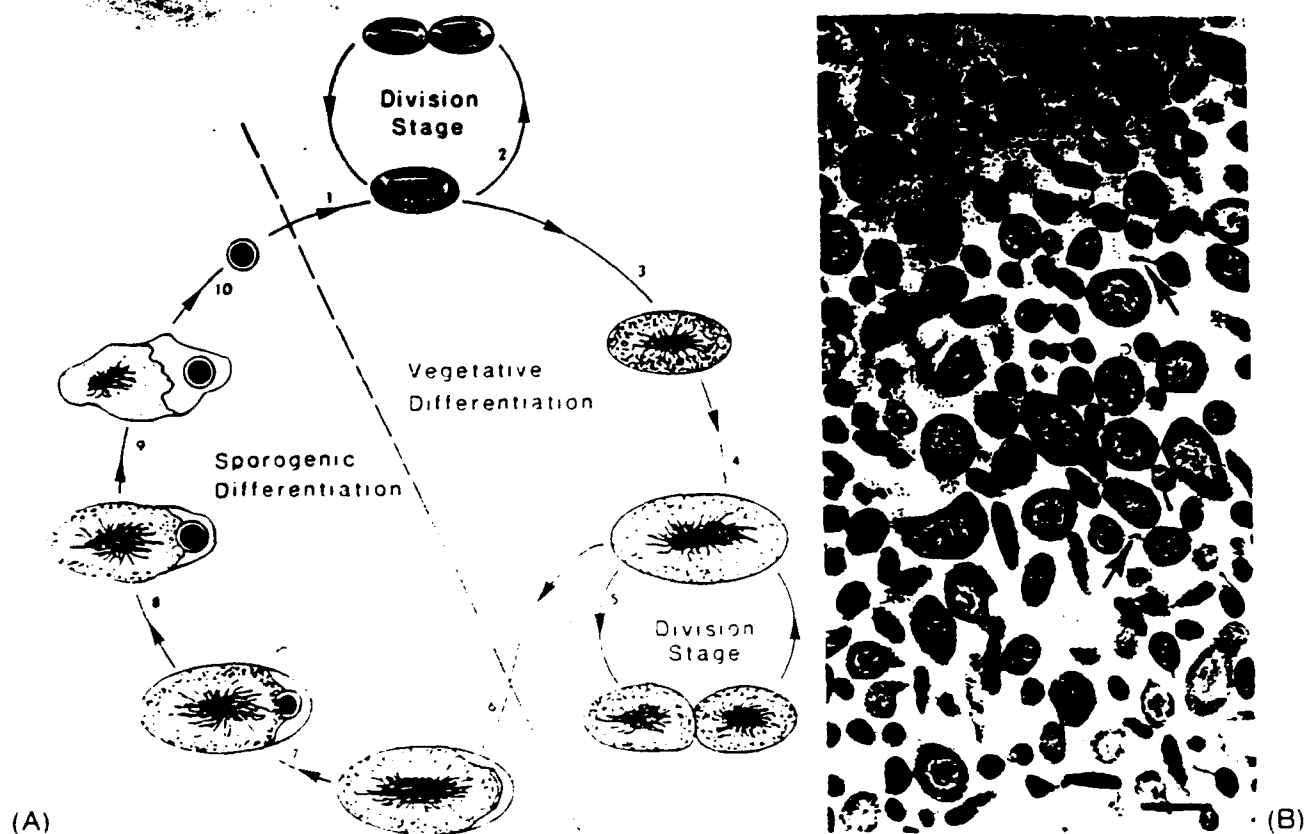 Division
Stage
1
2
3
10
Vegetative
Differentiation
9
4
Sporogenic
Differentiation
5
8
Division
Stage
6
7
(A)
(B)